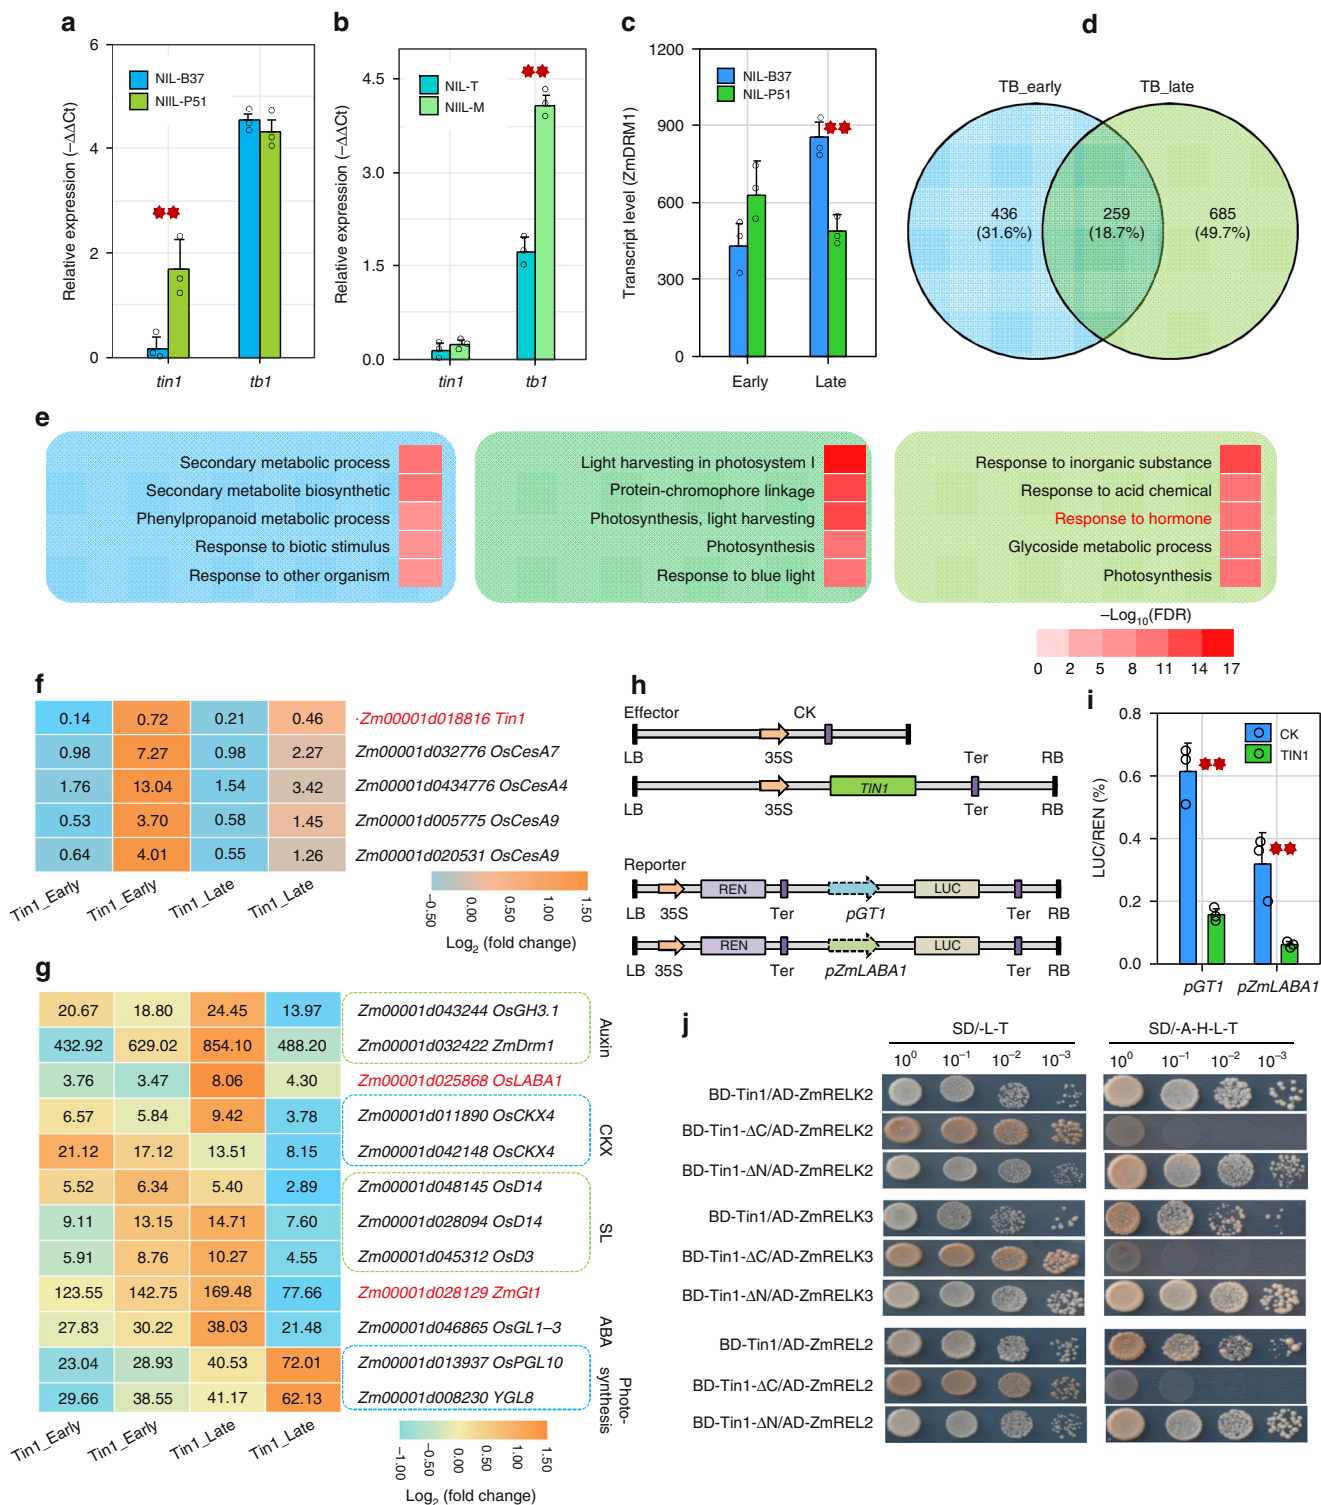 a
6
4
2
0
Relative expression (−ΔΔCt)
NIL-B37
NIIL-P51
tin1
tb1
b
4.5
3.0
1.5
0.0
Relative expression (−ΔΔCt)
NIL-T
NIIL-M
tin1
tb1
c
1200
900
600
300
0
Transcript level (ZmDRM1)
NIL-B37
NIL-P51
Early
Late
d
TB_early
TB_late
436
(31.6%)
259
(18.7%)
685
(49.7%)
e
Secondary metabolic process
Secondary metabolite biosynthetic
Phenylpropanoid metabolic process
Response to biotic stimulus
Response to other organism
Light harvesting in photosystem I
Protein-chromophore linkage
Photosynthesis, light harvesting
Photosynthesis
Response to blue light
Response to inorganic substance
Response to acid chemical
Response to hormone
Glycoside metabolic process
Photosynthesis
−Log10(FDR)
0 2 5 8 11 14 17
f
0.14 0.72 0.21 0.46 ·Zm00001d018816 Tin1
0.98 7.27 0.98 2.27 Zm00001d032776 OsCesA7
1.76 13.04 1.54 3.42 Zm00001d0434776 OsCesA4
0.53 3.70 0.58 1.45 Zm00001d005775 OsCesA9
0.64 4.01 0.55 1.26 Zm00001d020531 OsCesA9
Tin1_Early Tin1_Early Tin1_Late Tin1_Late
−0.50 0.00 0.50 1.00 1.50
Log2 (fold change)
g
20.67 18.80 24.45 13.97 Zm00001d043244 OsGH3.1
432.92 629.02 854.10 488.20 Zm00001d032422 ZmDrm1
3.76 3.47 8.06 4.30 Zm00001d025868 OsLABA1
6.57 5.84 9.42 3.78 Zm00001d011890 OsCKX4
21.12 17.12 13.51 8.15 Zm00001d042148 OsCKX4
5.52 6.34 5.40 2.89 Zm00001d048145 OsD14
9.11 13.15 14.71 7.60 Zm00001d028094 OsD14
5.91 8.76 10.27 4.55 Zm00001d045312 OsD3
123.55 142.75 169.48 77.66 Zm00001d028129 ZmGt1
27.83 30.22 38.03 21.48 Zm00001d046865 OsGL1–3
23.04 28.93 40.53 72.01 Zm00001d013937 OsPGL10
29.66 38.55 41.17 62.13 Zm00001d008230 YGL8
Auxin
CKX
SL
ABA
Photo-
synthesis
Tin1_Early Tin1_Early Tin1_Late Tin1_Late
−1.00 −0.50 0.00 0.50 1.00 1.50
Log2 (fold change)
h
Effector
CK
LB 35S
Ter RB
TIN1
LB 35S Ter RB
Reporter
REN LUC
LB 35S Ter pGT1 Ter RB
REN LUC
LB 35S Ter pZmLABA1 Ter RB
i
0.8
0.6
0.4
0.2
0.0
LUC/REN (%)
CK
TIN1
pGT1 pZmLABA1
j
SD/-L-T SD/-A-H-L-T
10⁰ 10⁻¹ 10⁻² 10⁻³ 10⁰ 10⁻¹ 10⁻² 10⁻³
BD-Tin1/AD-ZmRELK2
BD-Tin1-ΔC/AD-ZmRELK2
BD-Tin1-ΔN/AD-ZmRELK2
BD-Tin1/AD-ZmRELK3
BD-Tin1-ΔC/AD-ZmRELK3
BD-Tin1-ΔN/AD-ZmRELK3
BD-Tin1/AD-ZmREL2
BD-Tin1-ΔC/AD-ZmREL2
BD-Tin1-ΔN/AD-ZmREL2